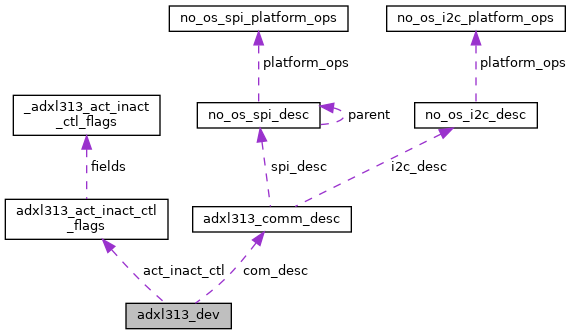 no_os_spi_platform_ops
no_os_i2c_platform_ops
platform_ops
platform_ops
_adxl313_act_inact
_ctl_flags
no_os_spi_desc
parent
no_os_i2c_desc
fields
spi_desc
i2c_desc
adxl313_act_inact_ctl
_flags
adxl313_comm_desc
act_inact_ctl
com_desc
adxl313_dev